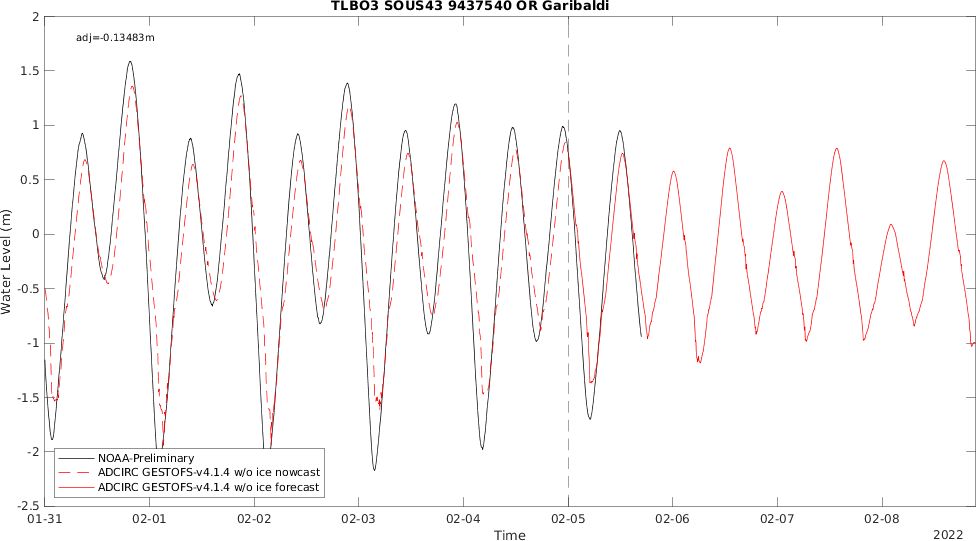 TLBO3 SOUS43 9437540 OR Garibaldi
adj=-0.13483m
2
1.5
1
0.5
0
-0.5
-1
-1.5
-2
-2.5
Water Level (m)
NOAA-Preliminary
ADCIRC GESTOFS-v4.1.4 w/o ice nowcast
ADCIRC GESTOFS-v4.1.4 w/o ice forecast
01-31 02-01 02-02 02-03 02-04 02-05 02-06 02-07 02-08
Time
2022